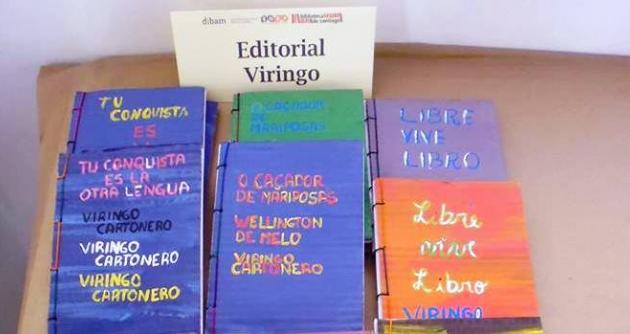 dibam
Editorial
Viringo
TU
CONQUISTA
ES
O CAÇADOR
DE
MARIPOSAS
LIBRE
VIVE
LIBRO
TU CONQUISTA
ES LA
OTRA LENGUA
VIRINGO
CARTONERO
VIRINGO
CARTONERO
VIRINGO
CARTONERO
O CAÇADOR
DE MARIPOSAS
WELLINGTON
DE MELO
VIRINGO
CARTONERO
Libre
vive
Libro
VIRINGO